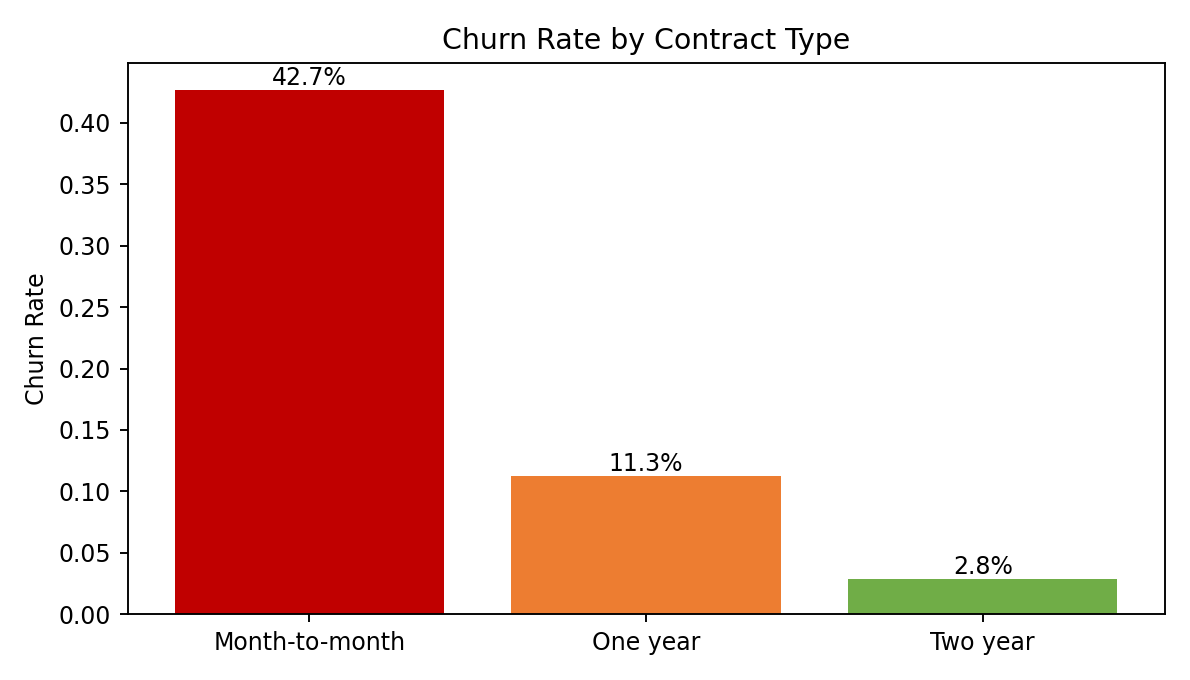 Churn Rate by Contract Type
42.7%
0.40
0.35
0.30
0.25
0.20
0.15
0.10
0.05
0.00
Churn Rate
11.3%
2.8%
Month-to-month
One year
Two year